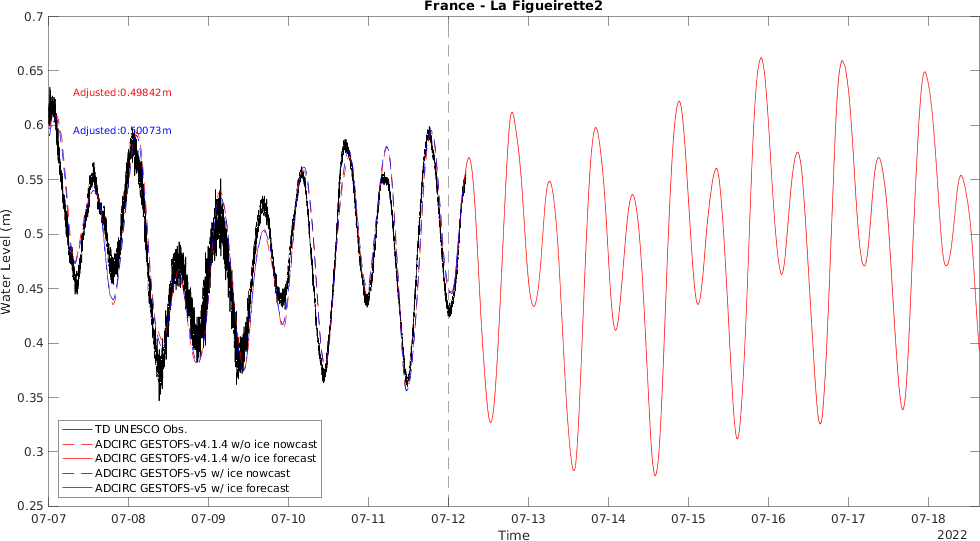 France - La Figueirette2
0.7
0.65
0.6
0.55
0.5
0.45
0.4
0.35
0.3
0.25
Water Level (m)
Adjusted:0.49842m
Adjusted:0.50073m
TD UNESCO Obs.
ADCIRC GESTOFS-v4.1.4 w/o ice nowcast
ADCIRC GESTOFS-v4.1.4 w/o ice forecast
ADCIRC GESTOFS-v5 w/ ice nowcast
ADCIRC GESTOFS-v5 w/ ice forecast
07-07 07-08 07-09 07-10 07-11 07-12 07-13 07-14 07-15 07-16 07-17 07-18
Time
2022